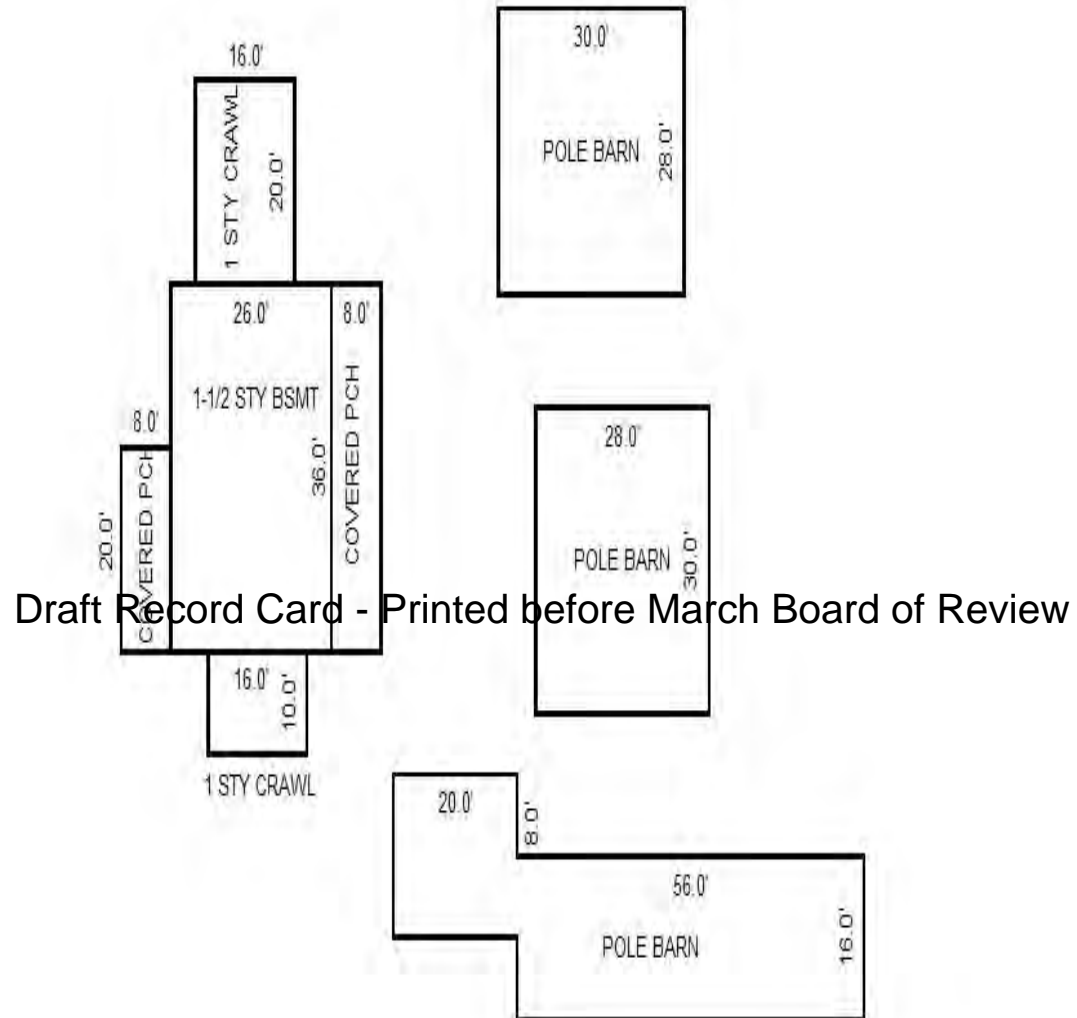 30.0'
16.0'
1 STY CRAWL
20.0'
POLE BARN
28.0'
26.0'
8.0'
1-1/2 STY BSMT
COVERED PCH
36.0'
8.0'
COVERED PCH
20.0'
28.0'
POLE BARN
30.0'
Draft Record Card - Printed before March Board of Review
16.0'
10.0'
1 STY CRAWL
20.0'
8.0'
56.0'
16.0'
POLE BARN